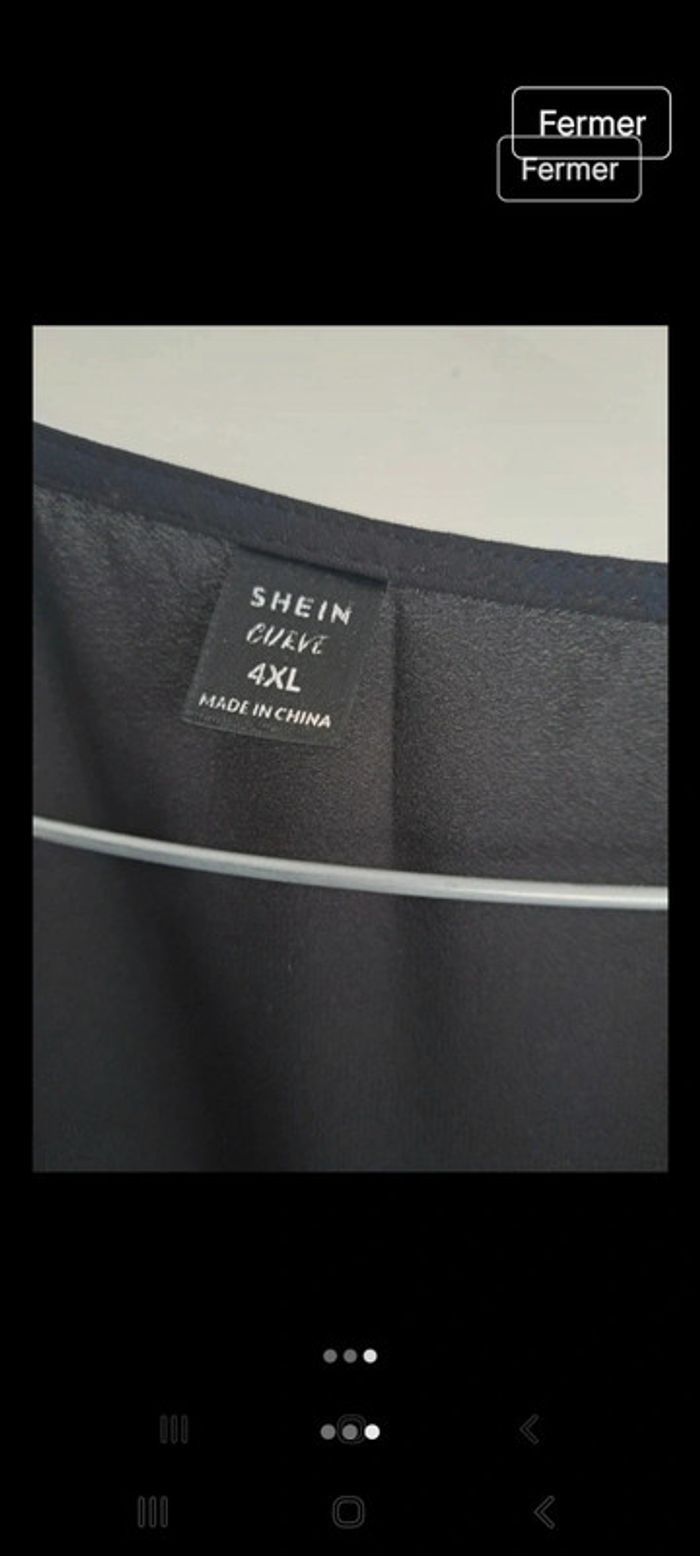 Fermer
Fermer
SHEIN
CURVE
4XL
MADE IN CHINA